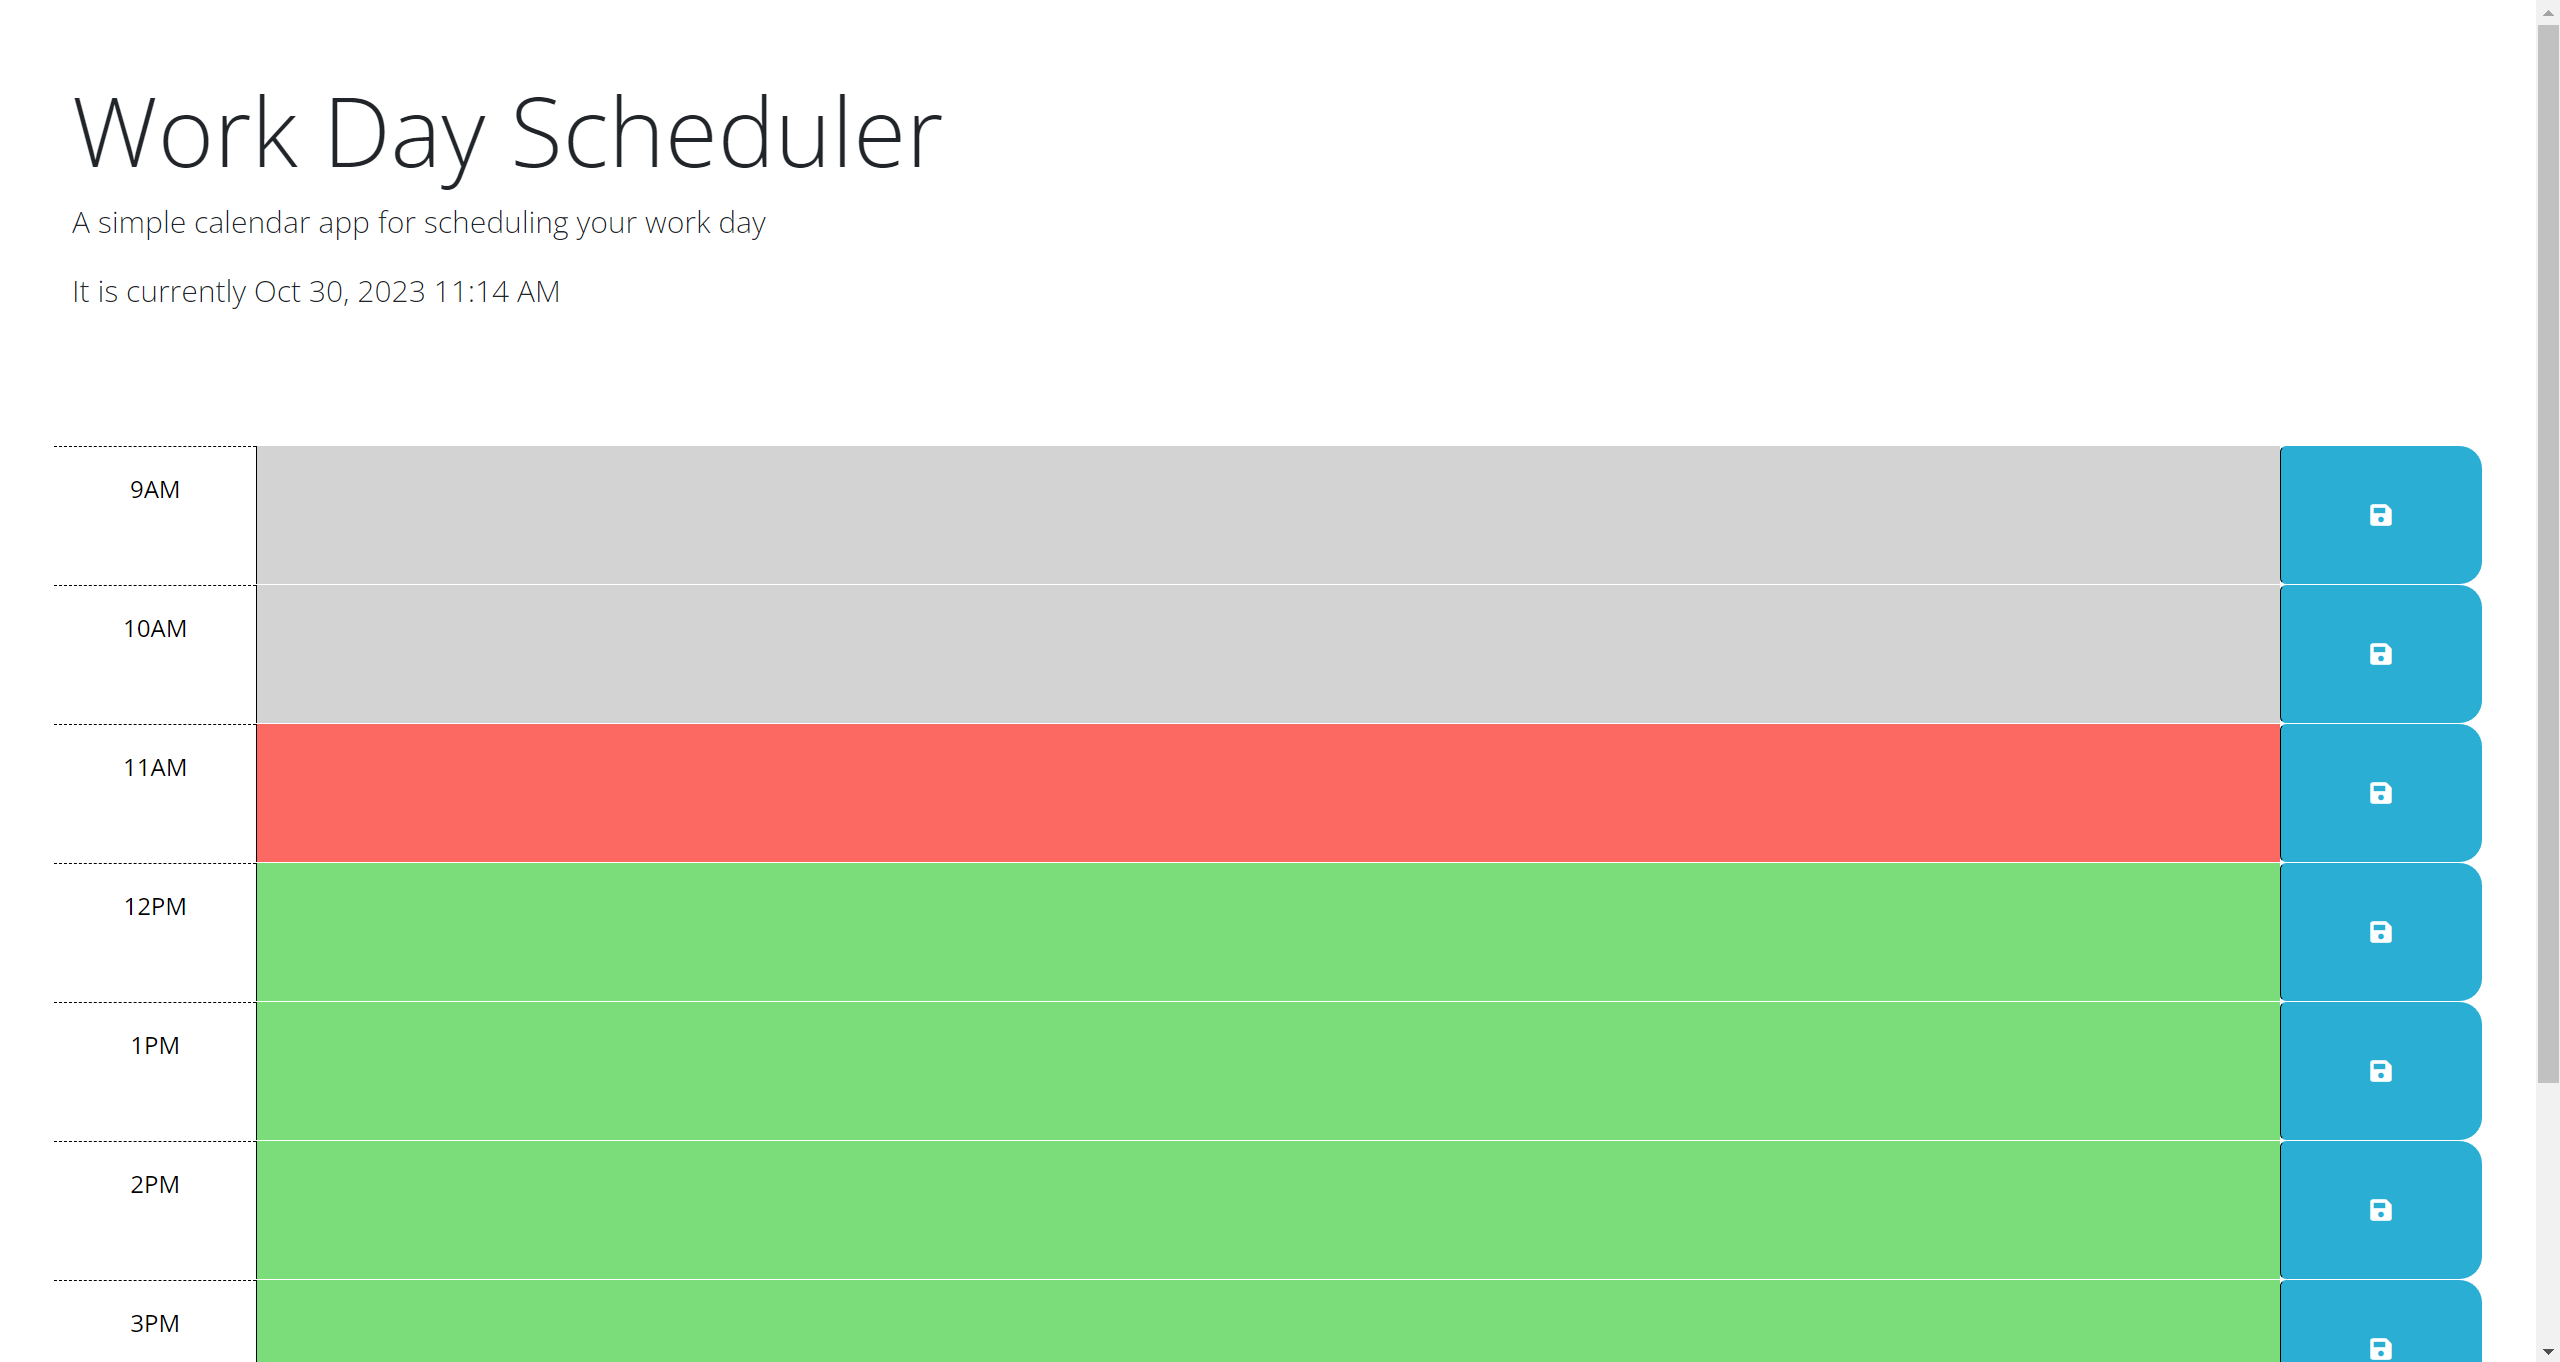 Work Day Scheduler
A simple calendar app for scheduling your work day
It is currently Oct 30, 2023 11:14 AM
9AM
10AM
11AM
12PM
1PM
2PM
3PM